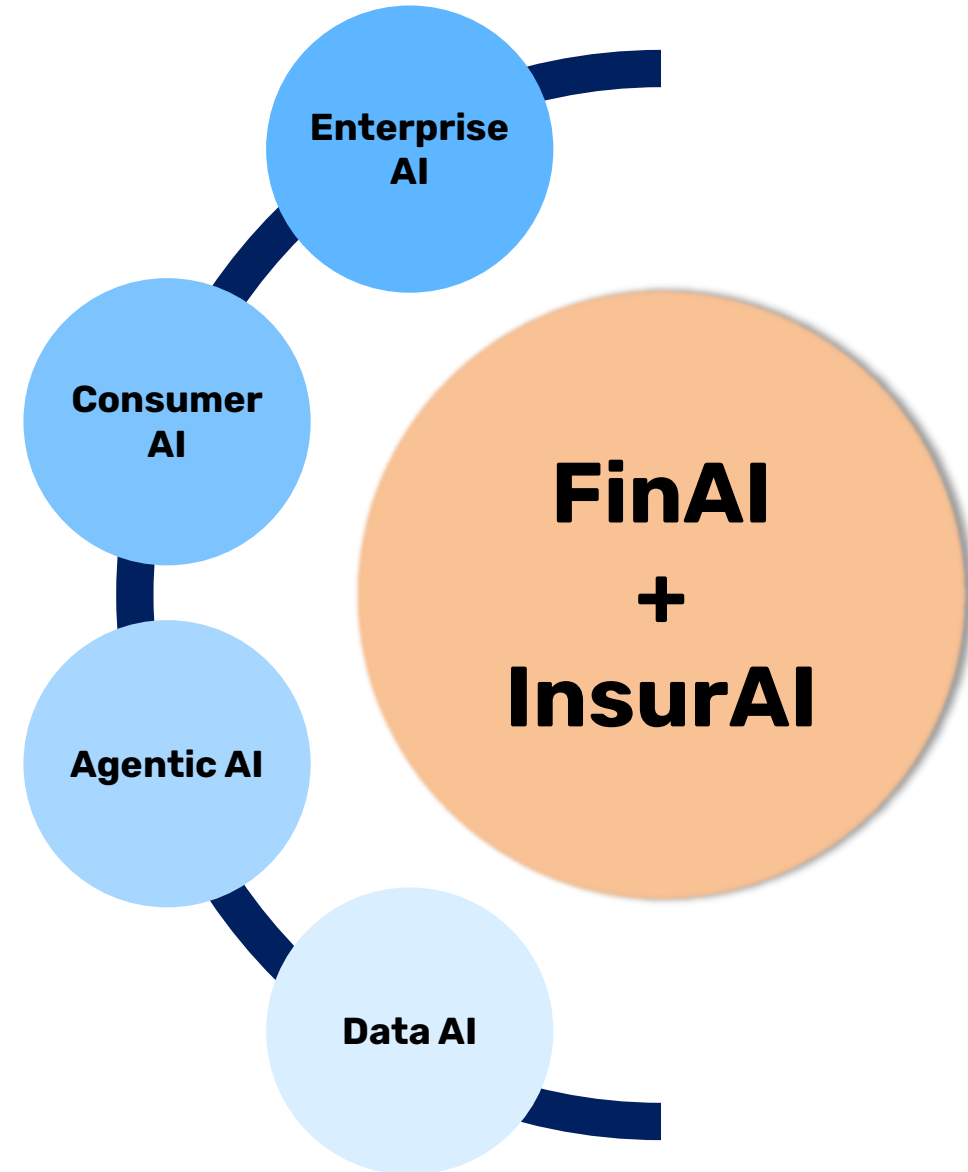 Enterprise
AI
Consumer
AI
FinAI
+
InsurAI
Agentic AI
Data AI